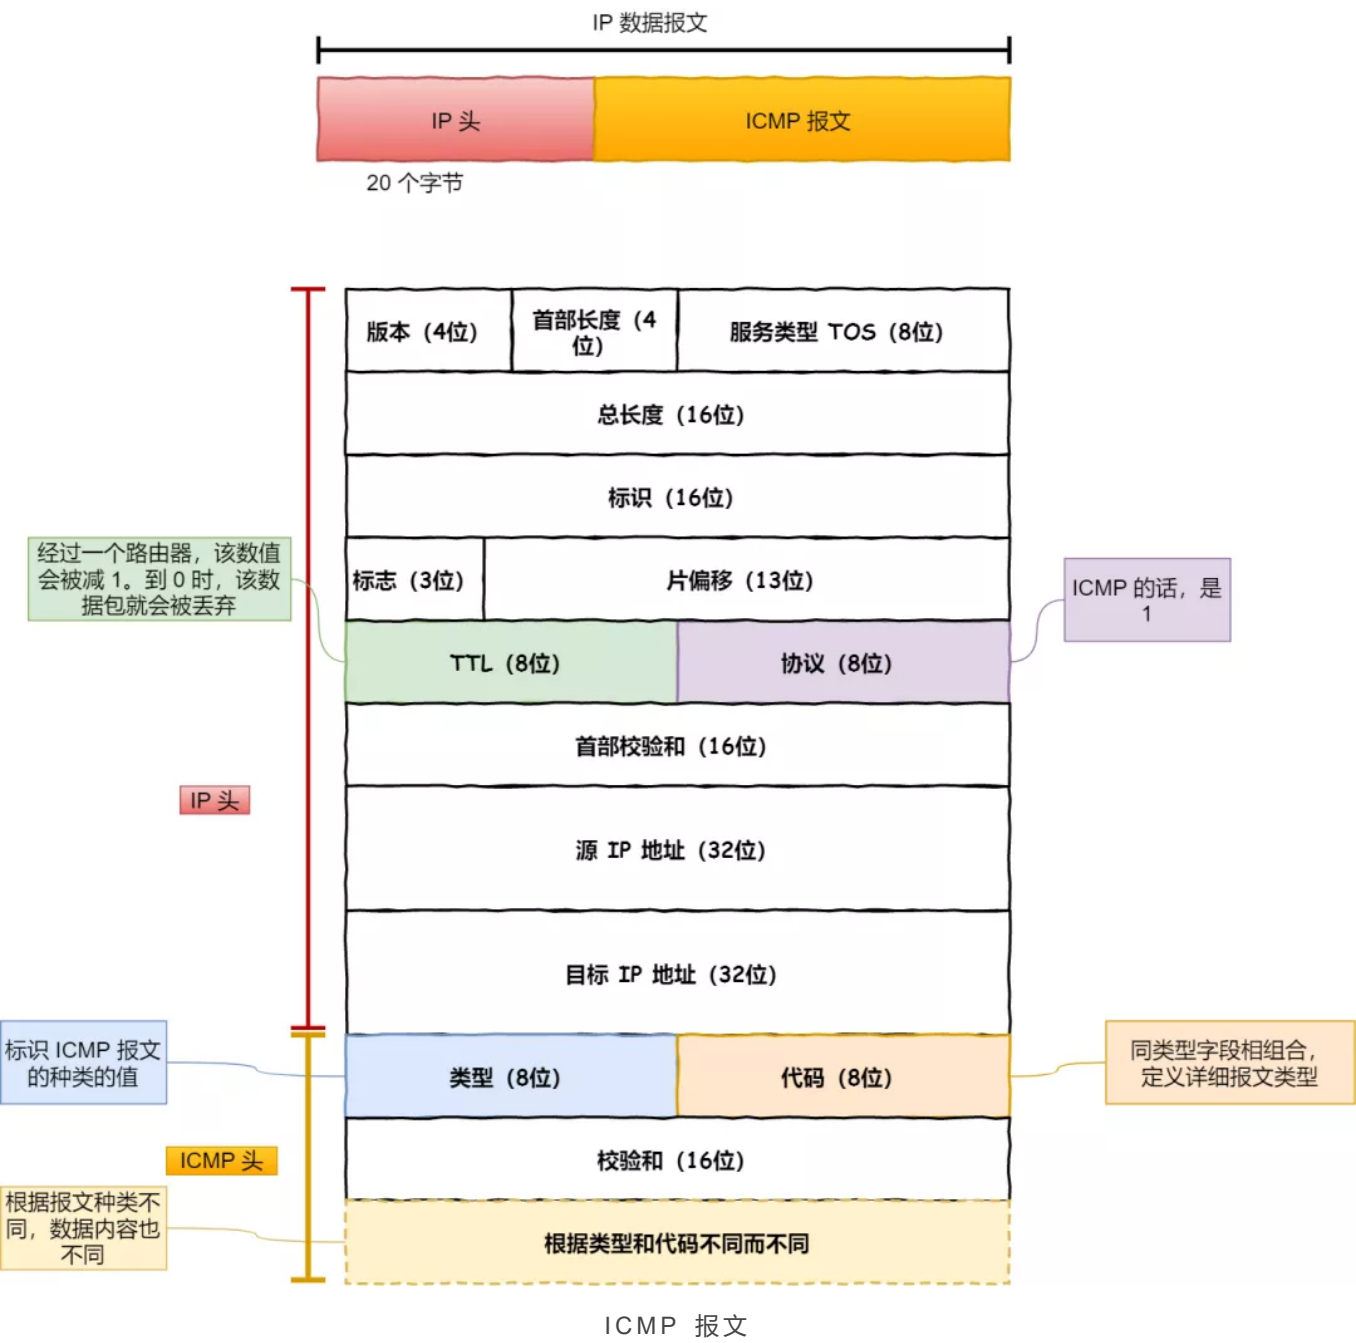 IP 数据报文
IP 头
ICMP 报文
20 个字节
版本（4位）
首部长度（4
位）
服务类型 TOS（8位）
总长度（16位）
标识（16位）
经过一个路由器，该数值
会被减 1。到 0 时，该数
据包就会被丢弃
标志（3位）
片偏移（13位）
ICMP 的话，是
1
TTL（8位）
协议（8位）
首部校验和（16位）
IP 头
源 IP 地址（32位）
目标 IP 地址（32位）
标识 ICMP 报文
的种类的值
类型（8位）
代码（8位）
同类型字段相组合，
定义详细报文类型
ICMP 头
校验和（16位）
根据报文种类不
同，数据内容也
不同
根据类型和代码不同而不同
ICMP 报文